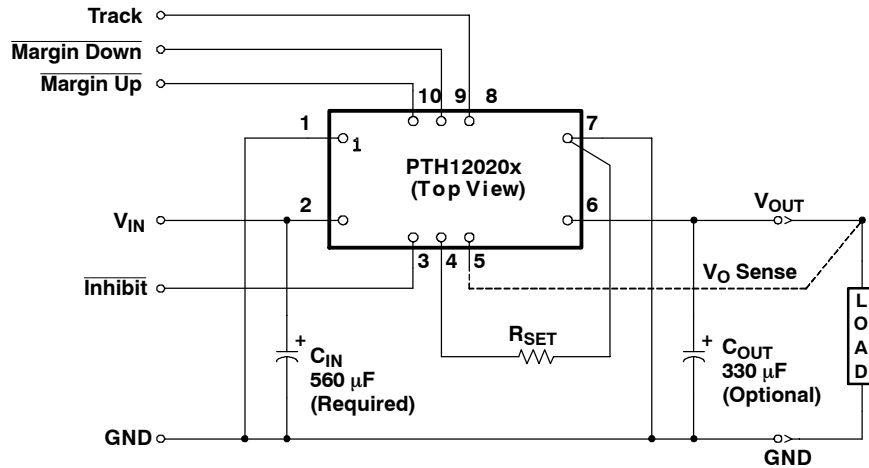 Track
Margin Down
Margin Up
10 9 8
1 7
1
PTH12020x
(Top View)
VIN
2 6
VOUT
3 4 5
VO Sense
Inhibit
LOAD
RSET
+
CIN
560 μF
(Required)
+
COUT
330 μF
(Optional)
GND
GND